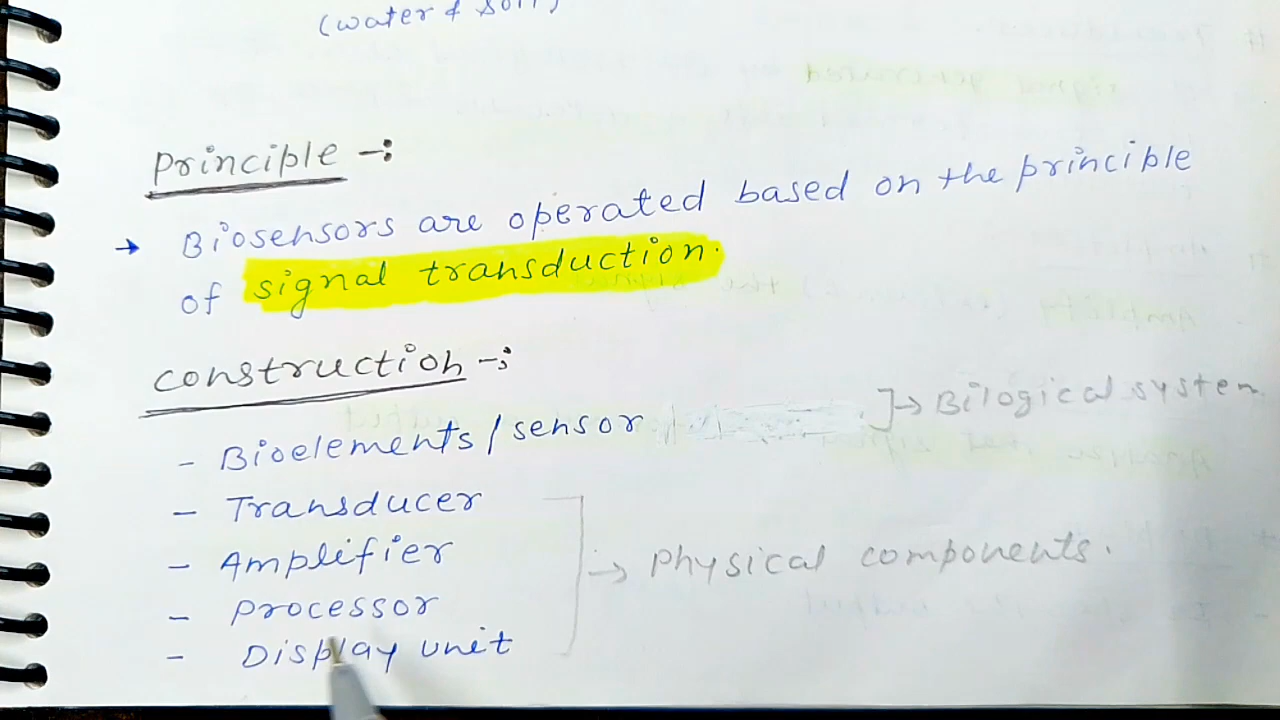 (water & soil)
Principle -:
→ Biosensors are operated based on the principle
of signal transduction.
Construction -:
- Bioelements/sensor ]→ Bilogical system
- Transducer
- Amplifier
→ Physical components.
- Processor
- Display unit